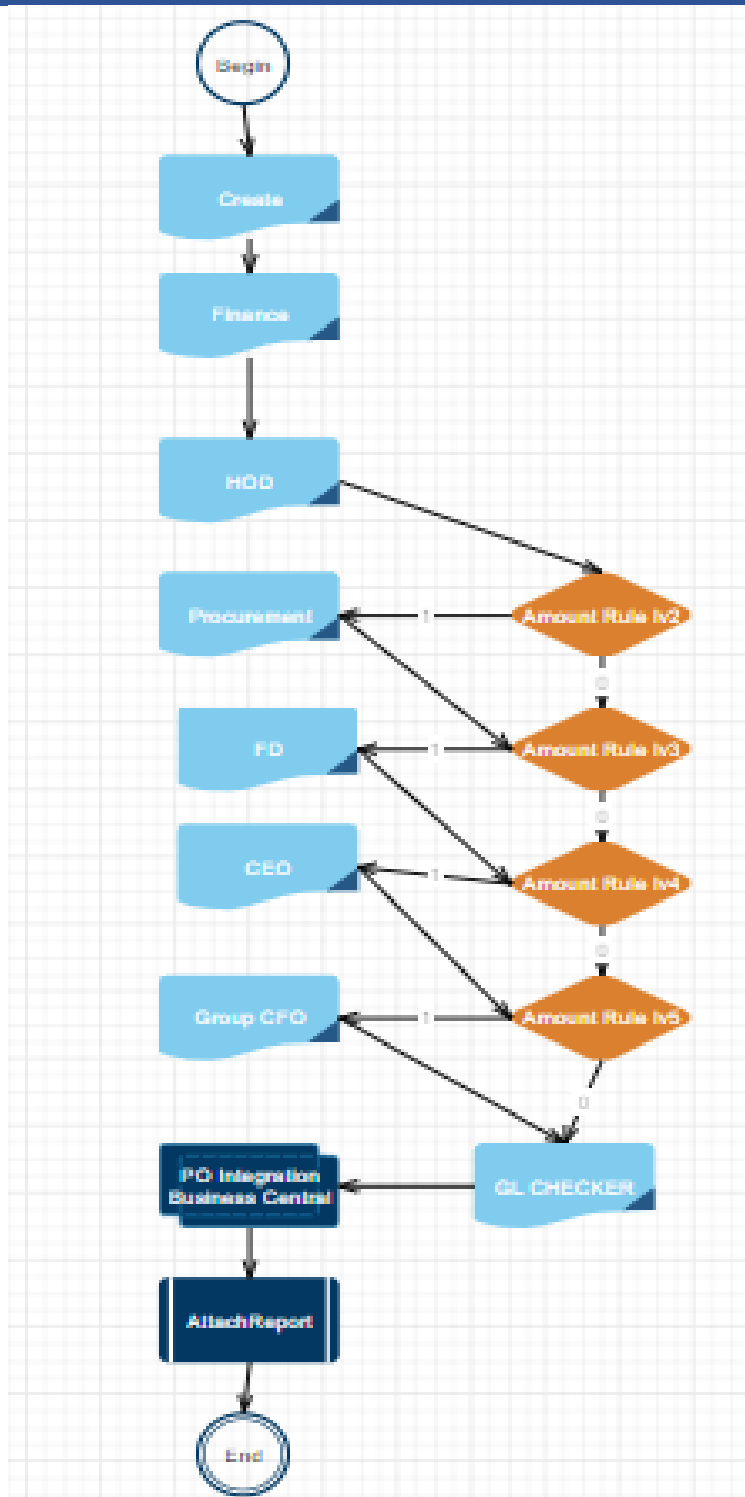 Begin
Create
Finance
HOD
Procurement
1
Amount Rule lv2
0
FD
1
Amount Rule lv3
0
CEO
1
Amount Rule lv4
0
Group CFO
1
Amount Rule lv5
0
PO Integration
Business Central
GL CHECKER
AttachReport
End